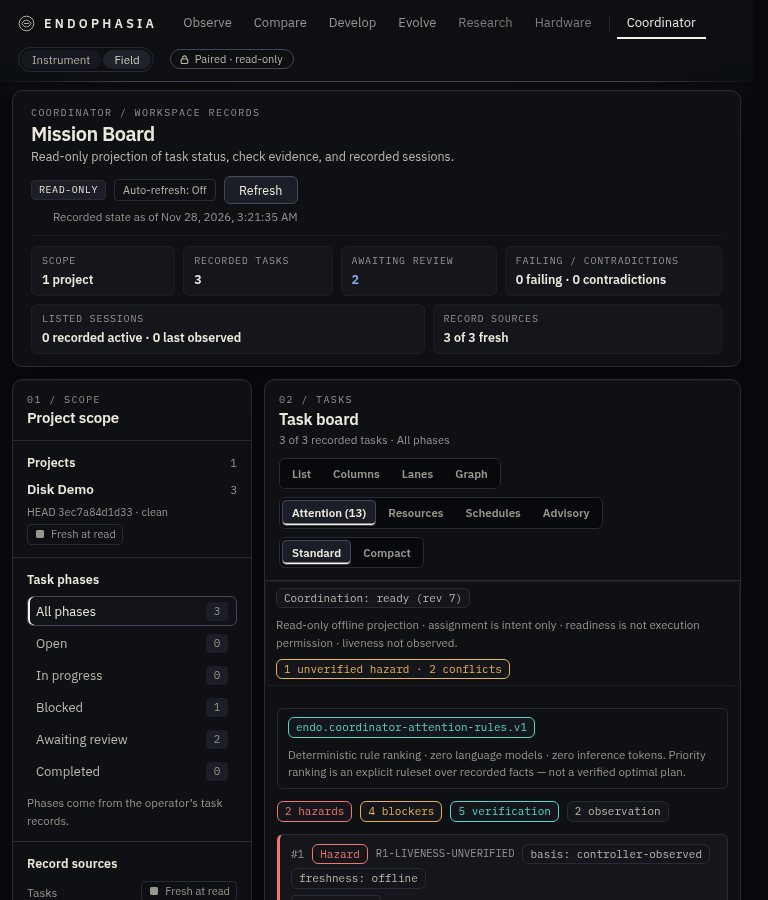 ENDOPHASIA Observe Compare Develop Evolve Research Hardware Coordinator
Instrument Field Paired · read-only
COORDINATOR / WORKSPACE RECORDS
Mission Board
Read-only projection of task status, check evidence, and recorded sessions.
READ-ONLY Auto-refresh: Off Refresh
Recorded state as of Nov 28, 2026, 3:21:35 AM
SCOPE
1 project
RECORDED TASKS
3
AWAITING REVIEW
2
FAILING / CONTRADICTIONS
0 failing · 0 contradictions
LISTED SESSIONS
0 recorded active · 0 last observed
RECORD SOURCES
3 of 3 fresh
01 / SCOPE
Project scope
Projects 1
Disk Demo 3
HEAD 3ec7a84d1d33 · clean
Fresh at read
Task phases
All phases 3
Open 0
In progress 0
Blocked 1
Awaiting review 2
Completed 0
Phases come from the operator's task
records.
Record sources
Tasks Fresh at read
02 / TASKS
Task board
3 of 3 recorded tasks · All phases
List Columns Lanes Graph
Attention (13) Resources Schedules Advisory
Standard Compact
Coordination: ready (rev 7)
Read-only offline projection · assignment is intent only · readiness is not execution
permission · liveness not observed.
1 unverified hazard · 2 conflicts
endo.coordinator-attention-rules.v1
Deterministic rule ranking · zero language models · zero inference tokens. Priority
ranking is an explicit ruleset over recorded facts — not a verified optimal plan.
2 hazards 4 blockers 5 verification 2 observation
#1 Hazard R1-LIVENESS-UNVERIFIED basis: controller-observed
freshness: offline